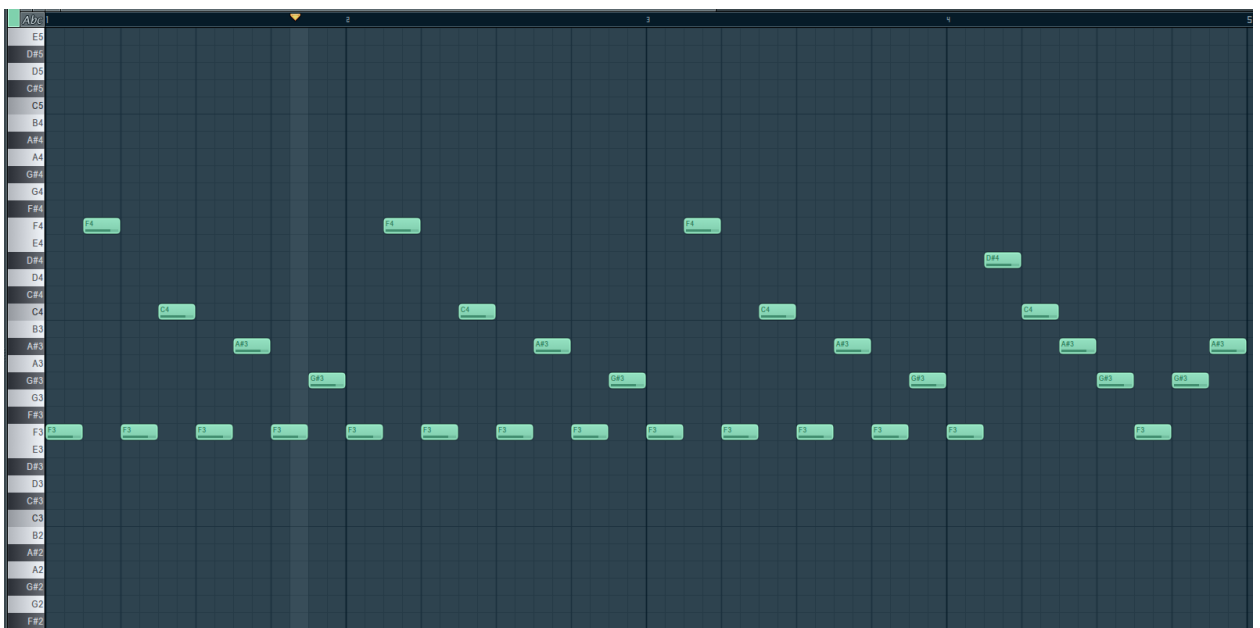 Abc 1 2 3 4 5
E5
D#5
D5
C#5
C5
B4
A#4
A4
G#4
G4
F#4
F4 F4 F4 F4
E4
D#4 D#4
D4
C#4
C4 C4 C4 C4 C4
B3
A#3 A#3 A#3 A#3 A#3 A#3
A3
G#3 G#3 G#3 G#3 G#3 G#3
G3
F#3
F3 F3 F3 F3 F3 F3 F3 F3 F3 F3 F3 F3 F3 F3 F3
E3
D#3
D3
C#3
C3
B2
A#2
A2
G#2
G2
F#2